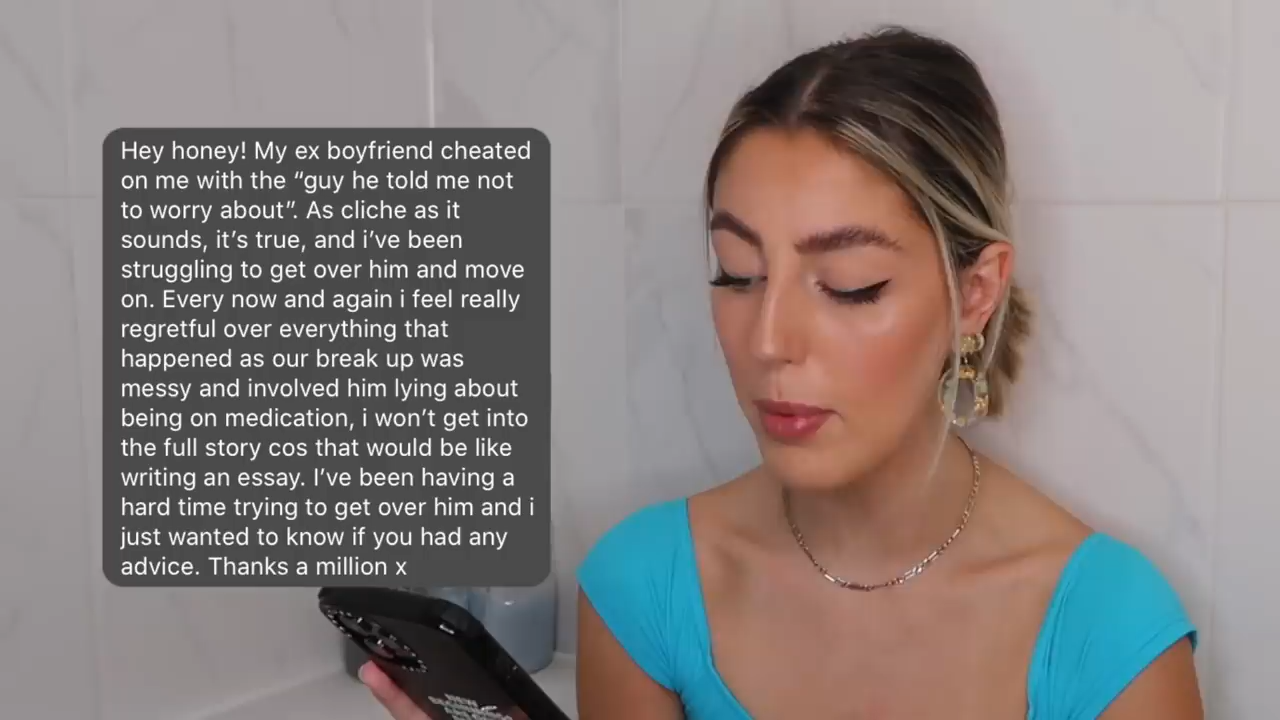 Hey honey! My ex boyfriend cheated
on me with the “guy he told me not
to worry about”. As cliche as it
sounds, it’s true, and i’ve been
struggling to get over him and move
on. Every now and again i feel really
regretful over everything that
happened as our break up was
messy and involved him lying about
being on medication, i won’t get into
the full story cos that would be like
writing an essay. I’ve been having a
hard time trying to get over him and i
just wanted to know if you had any
advice. Thanks a million x
NEW